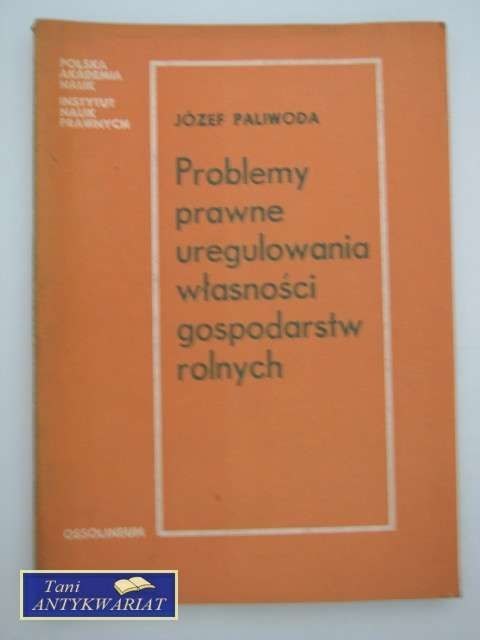 POLSKA
AKADEMIA
NAUK
INSTYTUT
NAUK
PRAWNYCH
JÓZEF PALIWODA
Problemy
prawne
uregulowania
własności
gospodarstw
rolnych
OSSOLINEUM
Tani
ANTYKWARIAT